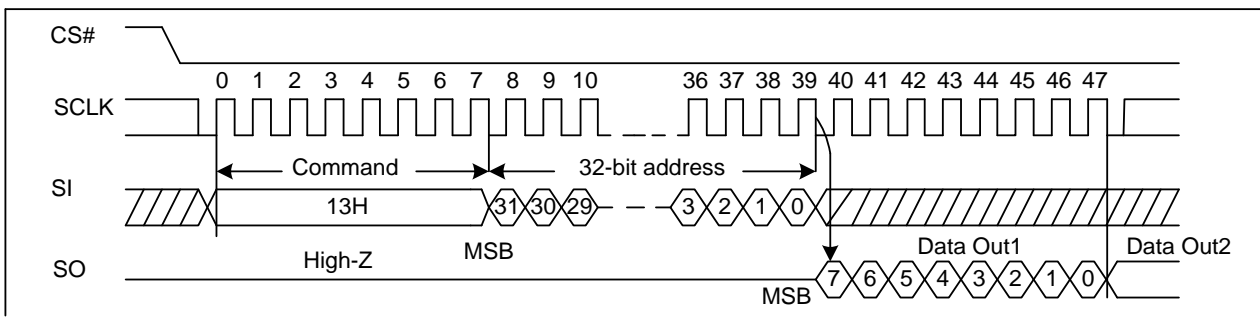 CS#
0 1 2 3 4 5 6 7 8 9 10 36 37 38 39 40 41 42 43 44 45 46 47
SCLK
Command 32-bit address
SI
13H 31 30 29 3 2 1 0
High-Z MSB Data Out1 Data Out2
SO
7 6 5 4 3 2 1 0
MSB